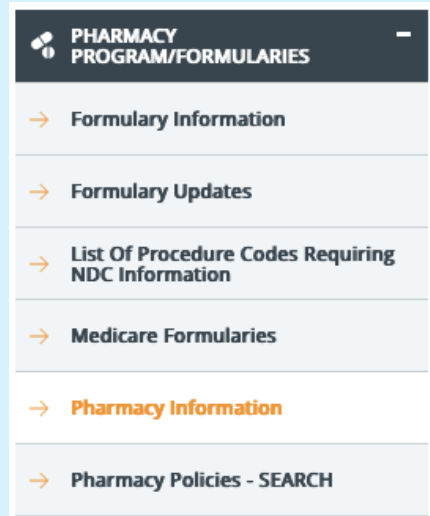 PHARMACY
PROGRAM/FORMULARIES
Formulary Information
Formulary Updates
List Of Procedure Codes Requiring
NDC Information
Medicare Formularies
Pharmacy Information
Pharmacy Policies - SEARCH